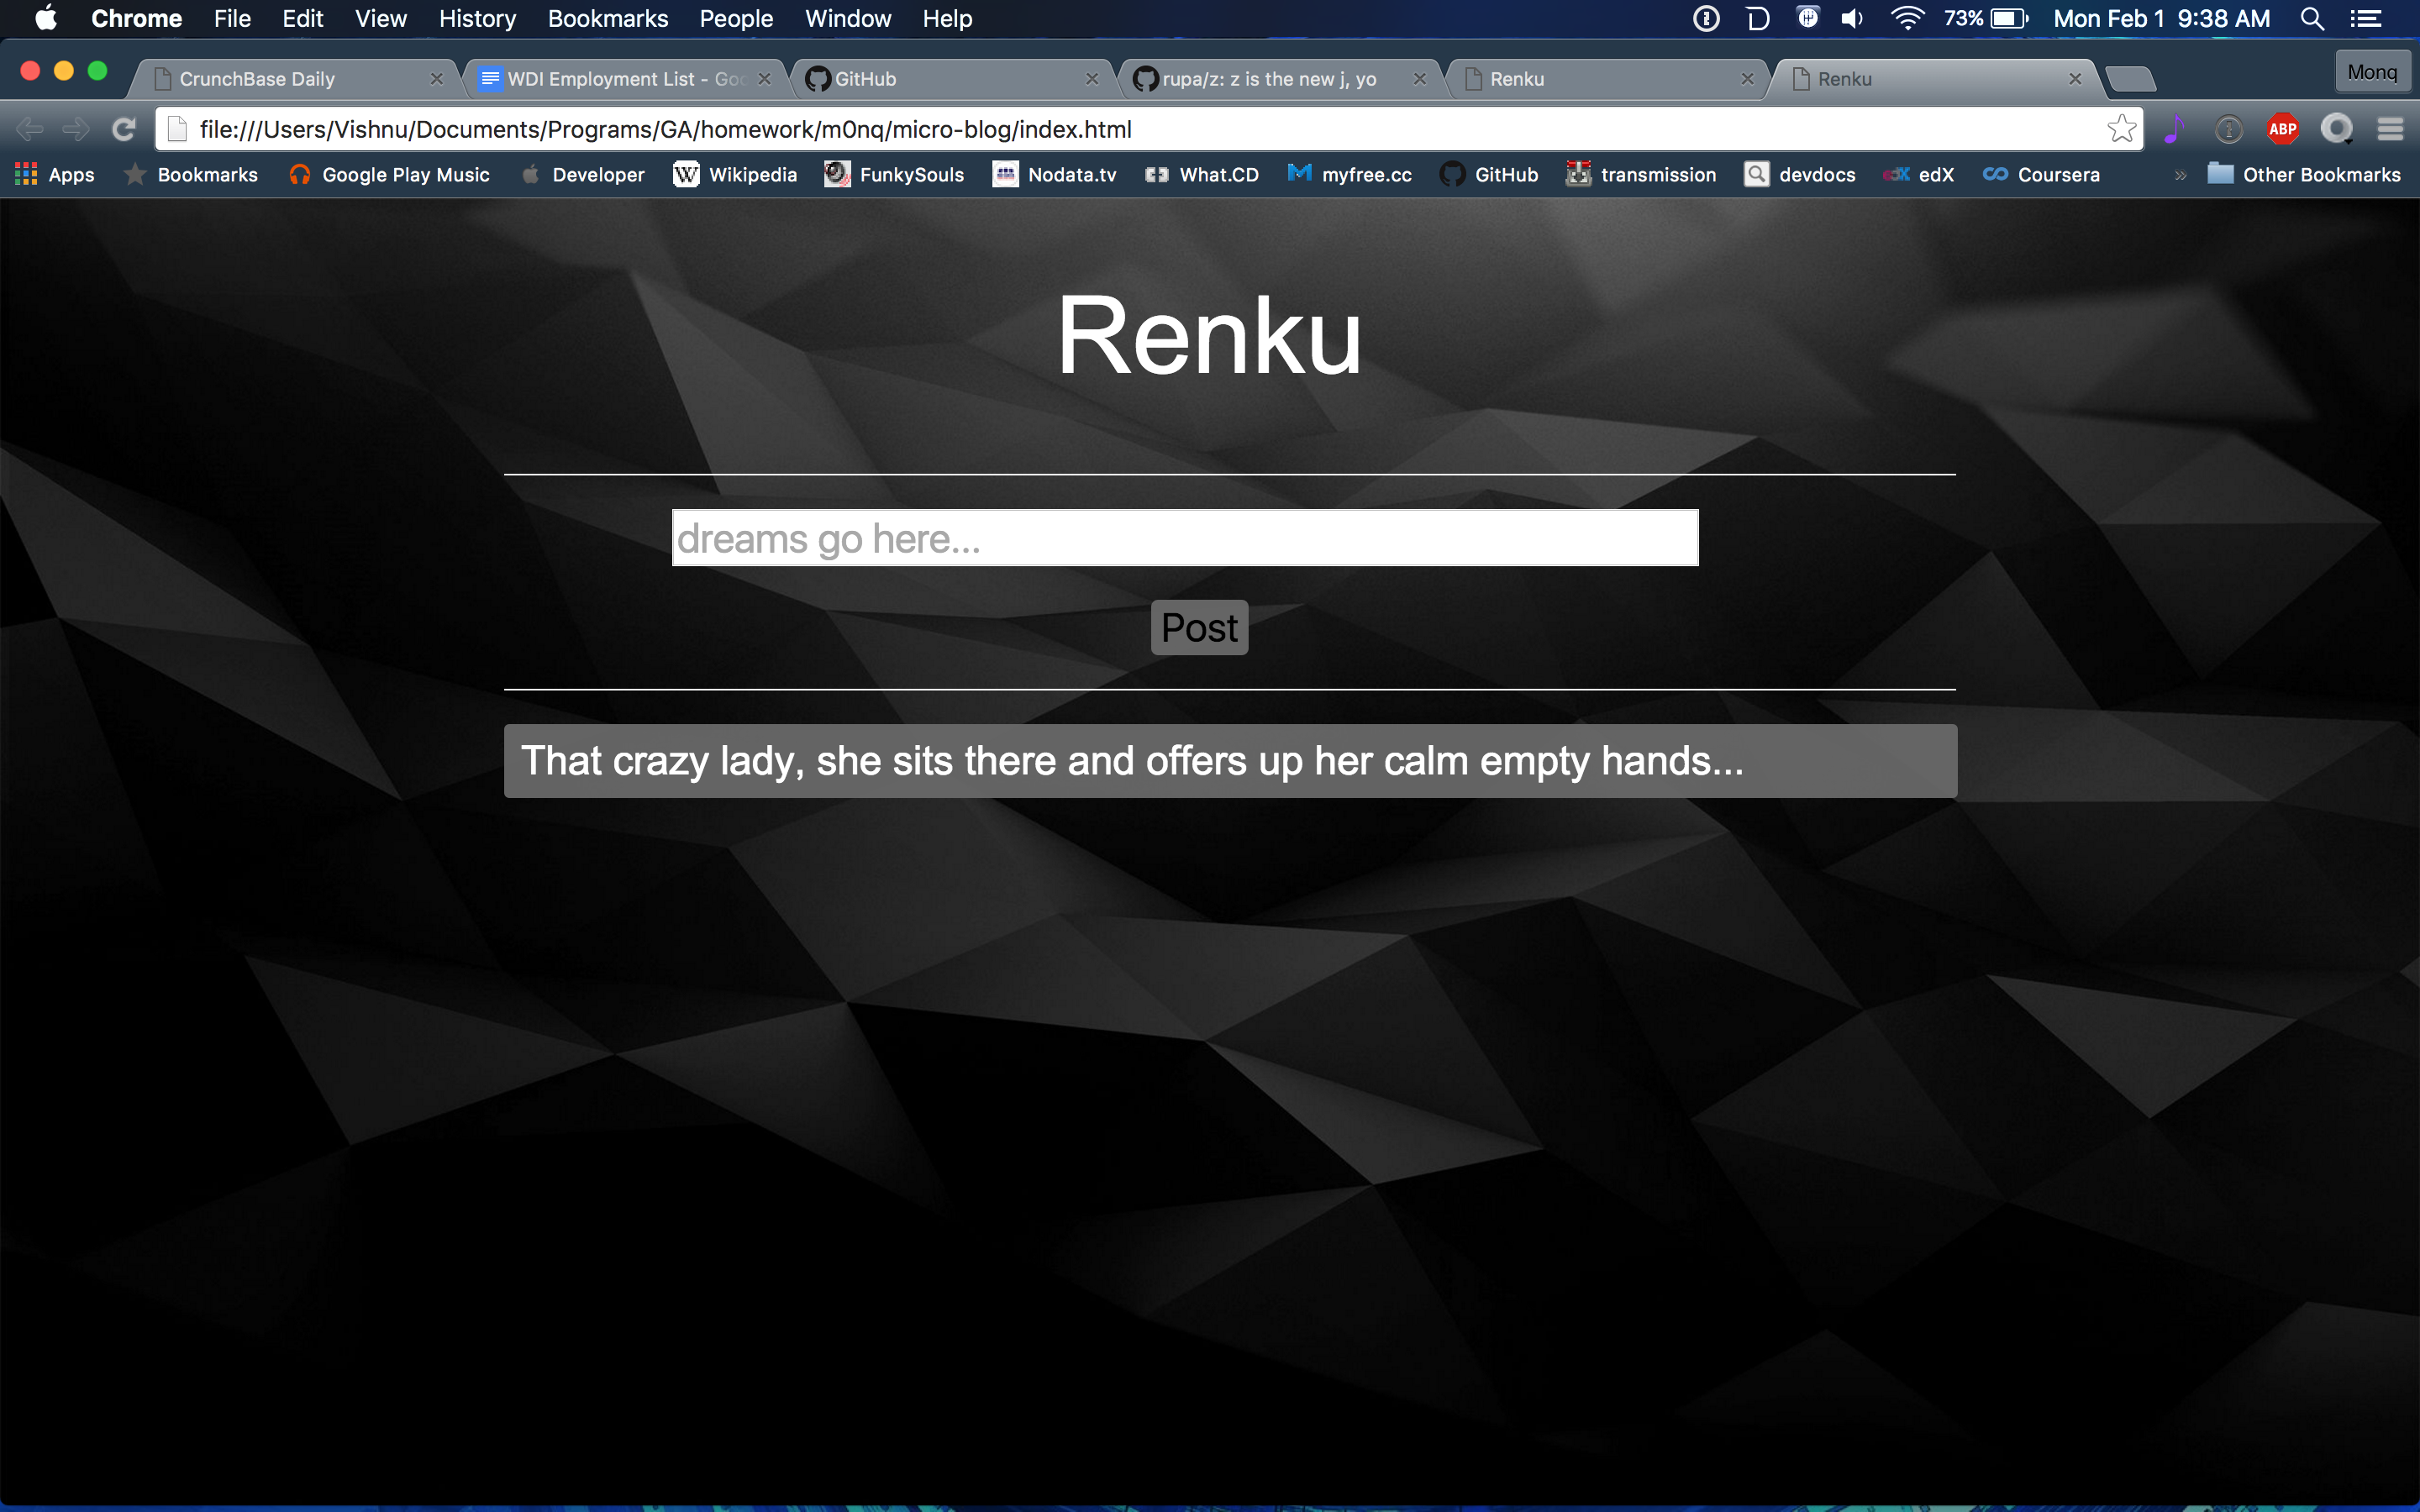 Chrome File Edit View History Bookmarks People Window Help 73% Mon Feb 1 9:38 AM
CrunchBase Daily WDI Employment List - Goo GitHub rupa/z: z is the new j, yo Renku Renku Monq
file:///Users/Vishnu/Documents/Programs/GA/homework/m0nq/micro-blog/index.html ABP
Apps Bookmarks Google Play Music Developer W Wikipedia FunkySouls Nodata.tv What.CD myfree.cc GitHub transmission devdocs edX edX Coursera » Other Bookmarks
Renku
dreams go here...
Post
That crazy lady, she sits there and offers up her calm empty hands...